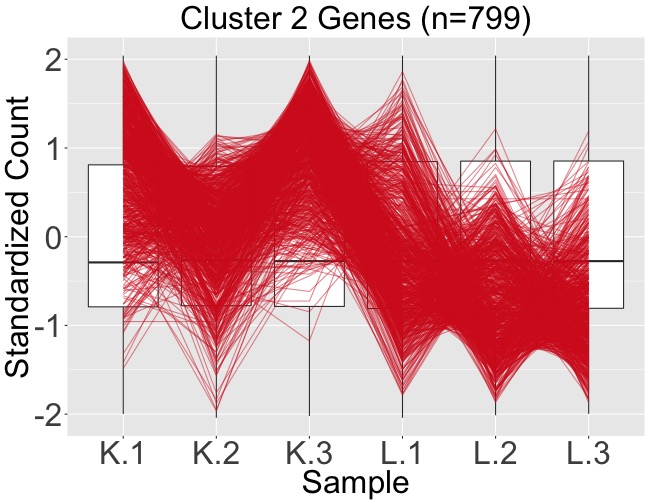 Cluster 2 Genes (n=799)
Standardized Count
2
1
0
-1
-2
K.1 K.2 K.3 L.1 L.2 L.3
Sample